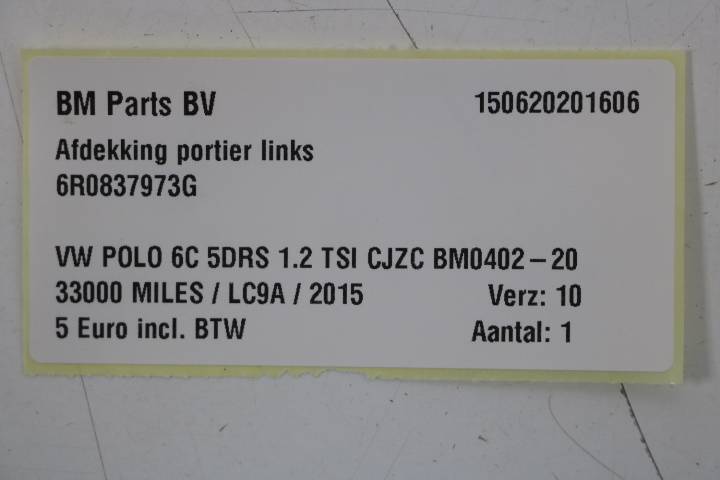 BM Parts BV 150620201606
Afdekking portier links
6R0837973G
VW POLO 6C 5DRS 1.2 TSI CJZC BM0402-20
33000 MILES / LC9A / 2015 Verz: 10
5 Euro incl. BTW Aantal: 1